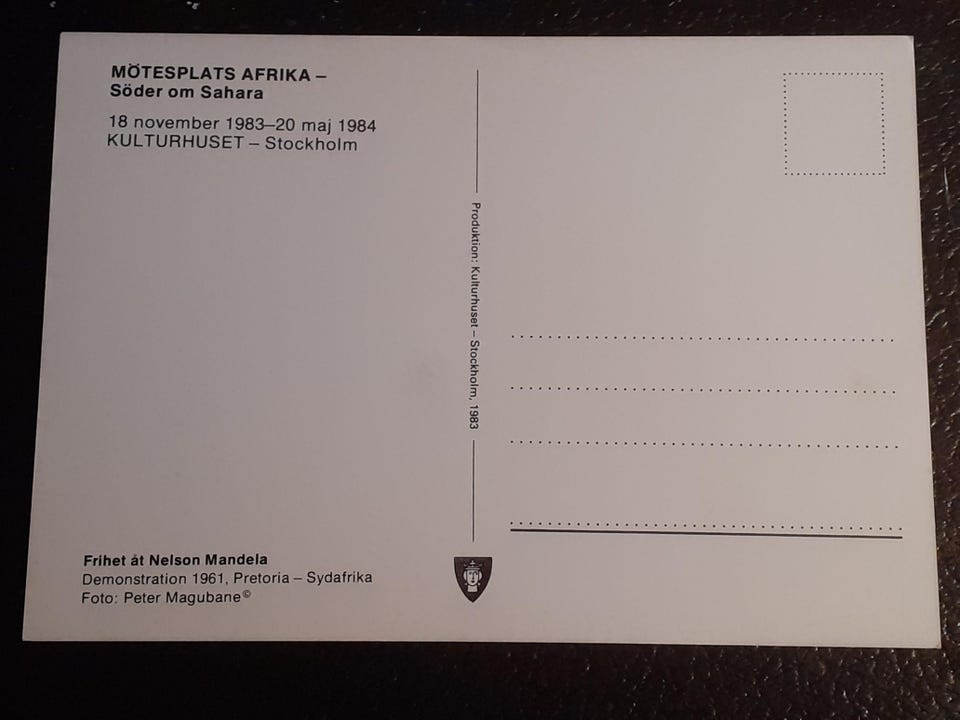 MÖTESPLATS AFRIKA –
Söder om Sahara
18 november 1983–20 maj 1984
KULTURHUSET – Stockholm
Produktion: Kulturhuset – Stockholm, 1983
Frihet åt Nelson Mandela
Demonstration 1961, Pretoria – Sydafrika
Foto: Peter Magubane©